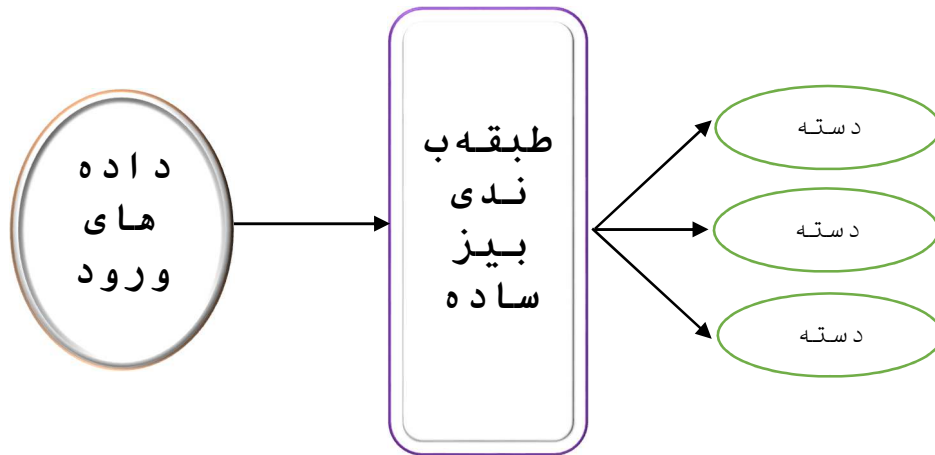 داده
های
ورود
طبقه‌ب
ندی
بیز
ساده
دسته
دسته
دسته